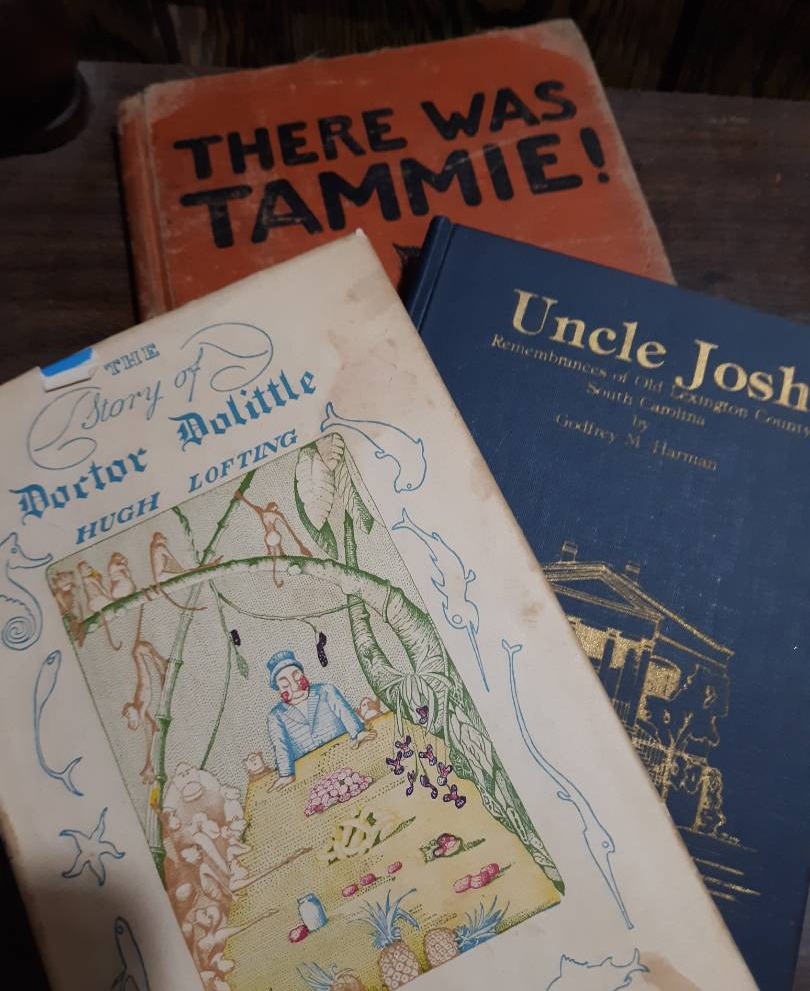 THERE WAS
TAMMIE!
THE
Story of
Doctor Dolittle
HUGH LOFTING
Uncle Josh
Remembrances of Old Lexington County
South Carolina
by
Godfrey M. Harman